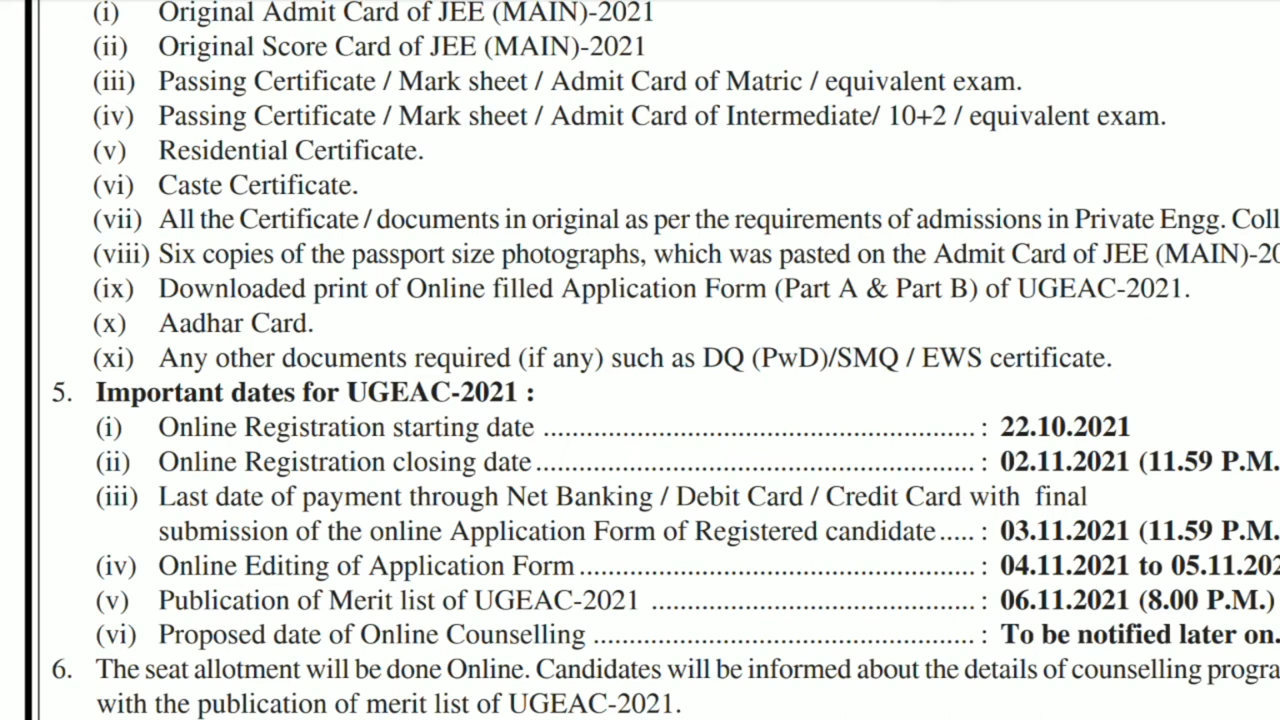 (i) Original Admit Card of JEE (MAIN)-2021
(ii) Original Score Card of JEE (MAIN)-2021
(iii) Passing Certificate / Mark sheet / Admit Card of Matric / equivalent exam.
(iv) Passing Certificate / Mark sheet / Admit Card of Intermediate/ 10+2 / equivalent exam.
(v) Residential Certificate.
(vi) Caste Certificate.
(vii) All the Certificate / documents in original as per the requirements of admissions in Private Engg. Coll
(viii) Six copies of the passport size photographs, which was pasted on the Admit Card of JEE (MAIN)-20
(ix) Downloaded print of Online filled Application Form (Part A & Part B) of UGEAC-2021.
(x) Aadhar Card.
(xi) Any other documents required (if any) such as DQ (PwD)/SMQ / EWS certificate.
5. Important dates for UGEAC-2021 :
(i) Online Registration starting date ........................................................ : 22.10.2021
(ii) Online Registration closing date......................................................... : 02.11.2021 (11.59 P.M.
(iii) Last date of payment through Net Banking / Debit Card / Credit Card with final
submission of the online Application Form of Registered candidate..... : 03.11.2021 (11.59 P.M.
(iv) Online Editing of Application Form................................................... : 04.11.2021 to 05.11.202
(v) Publication of Merit list of UGEAC-2021 .......................................... : 06.11.2021 (8.00 P.M.)
(vi) Proposed date of Online Counselling ................................................. : To be notified later on.
6. The seat allotment will be done Online. Candidates will be informed about the details of counselling progra
with the publication of merit list of UGEAC-2021.